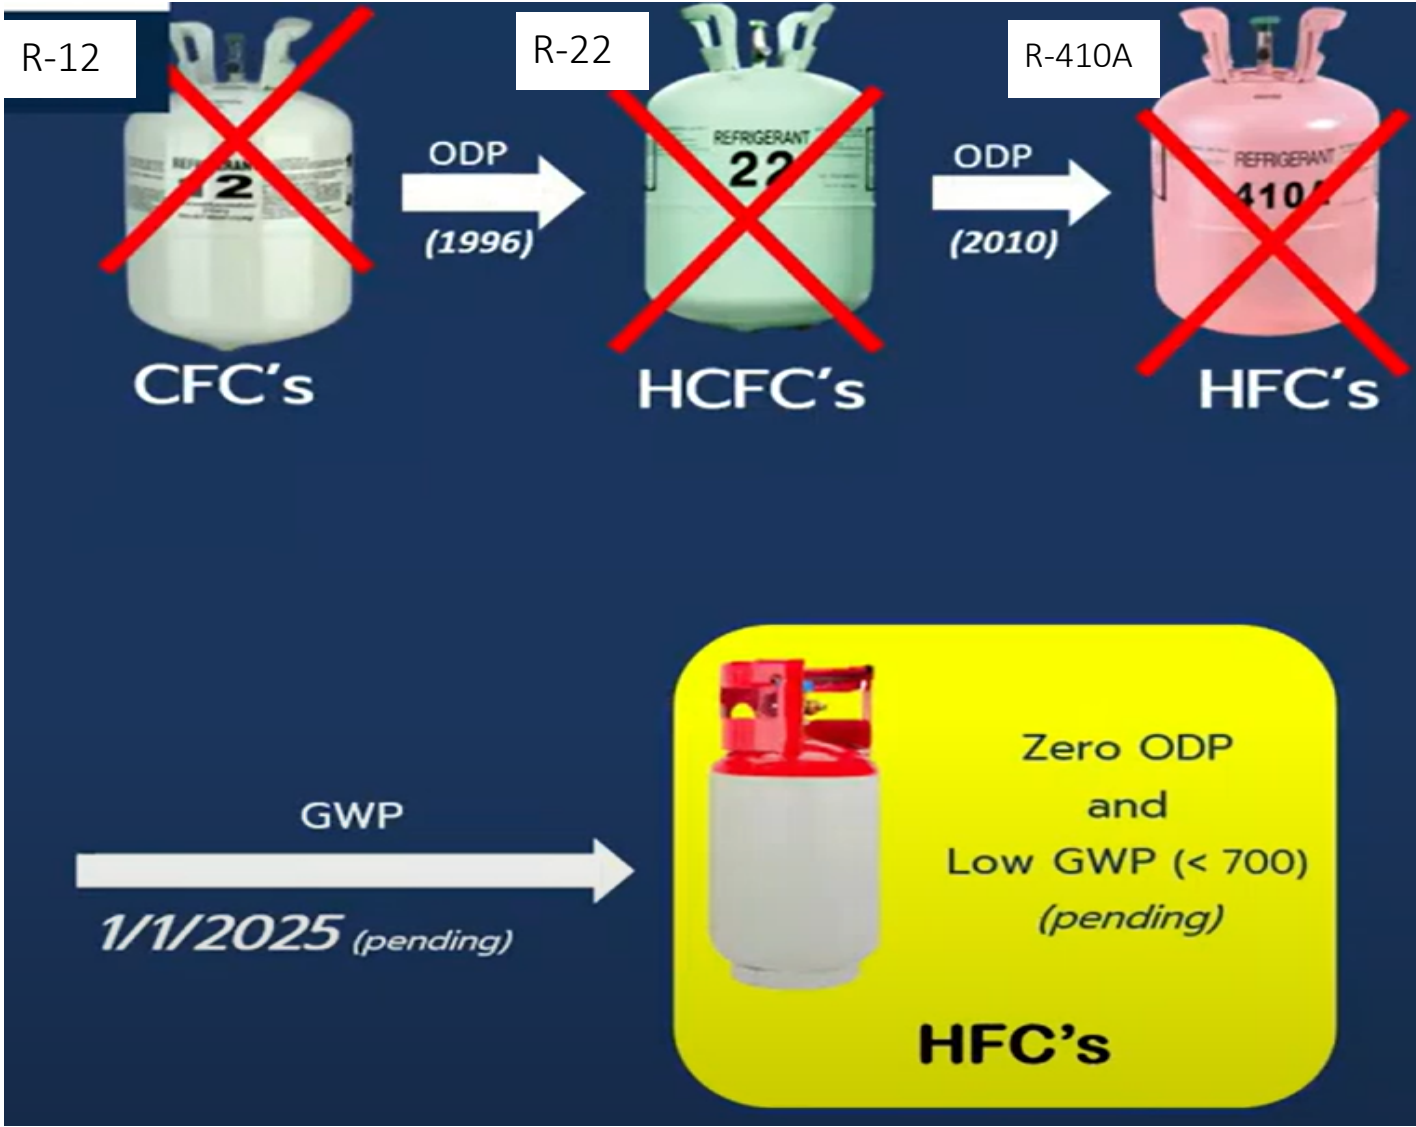 R-12
R-22
R-410A
REFRIGERANT
22
REFRIGERANT
410A
ODP
(1996)
ODP
(2010)
CFC's
HCFC's
HFC's
GWP
1/1/2025 (pending)
Zero ODP
and
Low GWP (< 700)
(pending)
HFC's